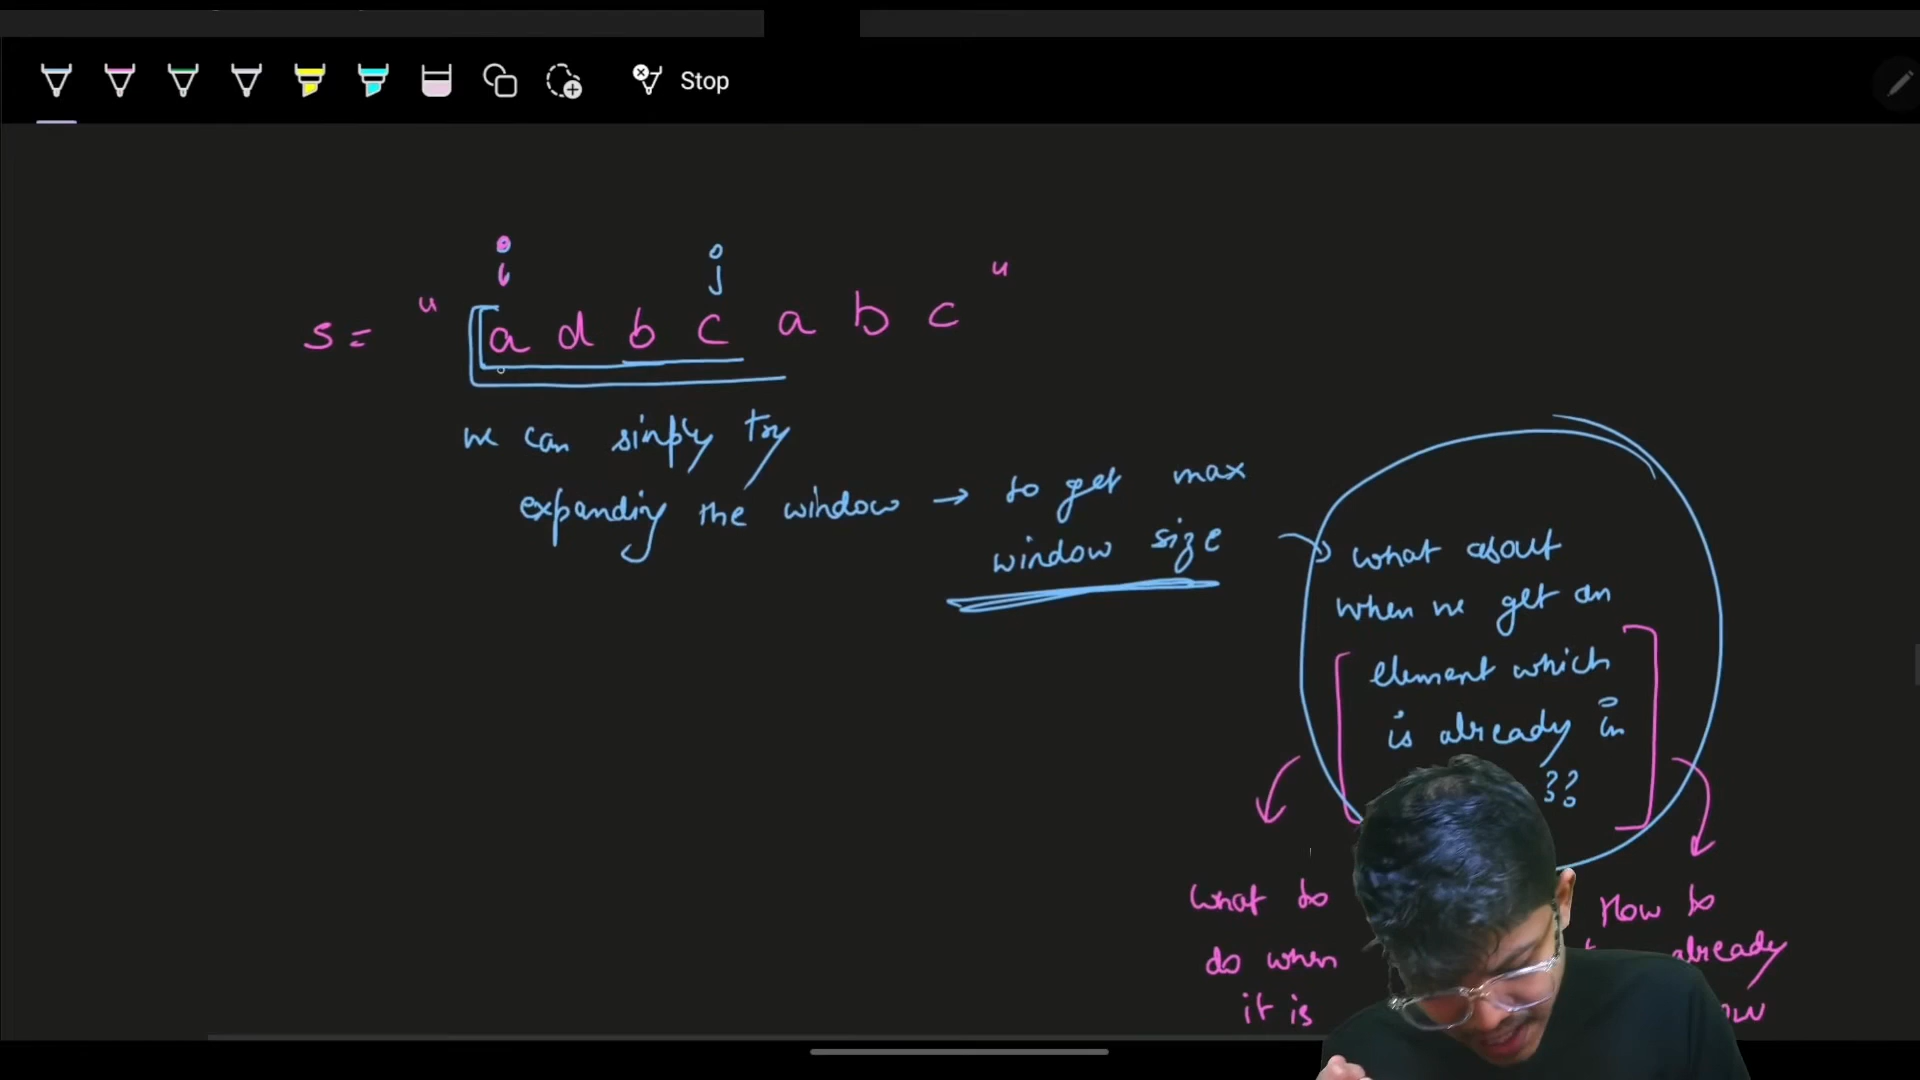 Stop
i j
s = " a d b c a b c "
we can simply try
expanding the window → to get max
window size
what about
when we get an
element which
is already in
??
What to
do when
it is
How to
already